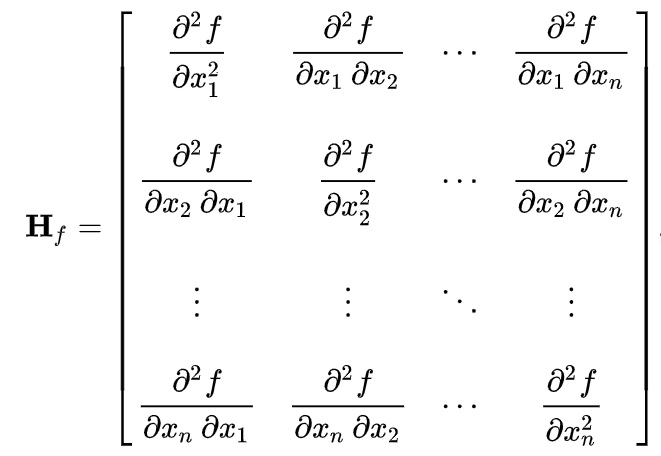 \mathbf{H}_f = \begin{bmatrix}
\dfrac{\partial^2 f}{\partial x_1^2} & \dfrac{\partial^2 f}{\partial x_1\,\partial x_2} & \cdots & \dfrac{\partial^2 f}{\partial x_1\,\partial x_n} \\
\dfrac{\partial^2 f}{\partial x_2\,\partial x_1} & \dfrac{\partial^2 f}{\partial x_2^2} & \cdots & \dfrac{\partial^2 f}{\partial x_2\,\partial x_n} \\
\vdots & \vdots & \ddots & \vdots \\
\dfrac{\partial^2 f}{\partial x_n\,\partial x_1} & \dfrac{\partial^2 f}{\partial x_n\,\partial x_2} & \cdots & \dfrac{\partial^2 f}{\partial x_n^2}
\end{bmatrix}.